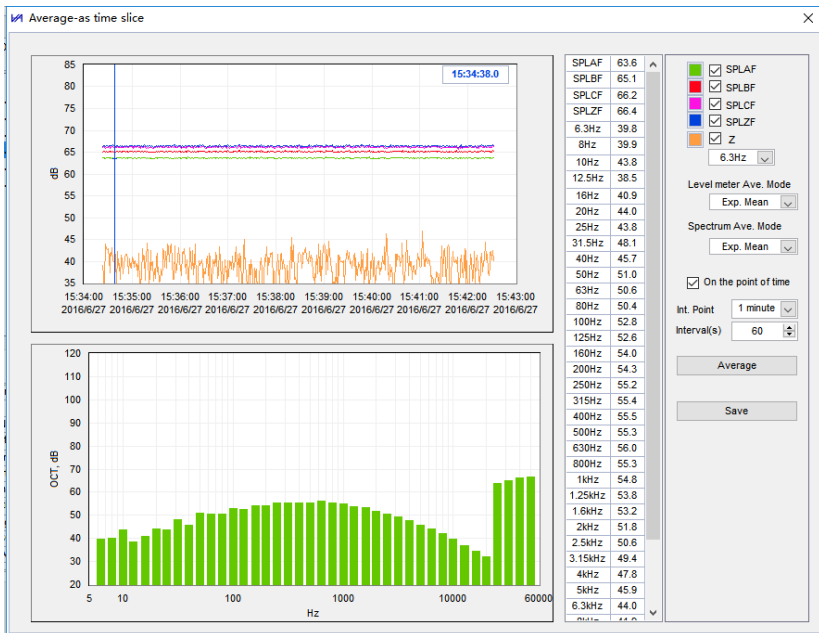 Average-as time slice
85
80
75
70
65
60
55
50
45
40
35
dB
15:34:38.0
15:34:00 15:35:00 15:36:00 15:37:00 15:38:00 15:39:00 15:40:00 15:41:00 15:42:00 15:43:00
2016/6/27 2016/6/27 2016/6/27 2016/6/27 2016/6/27 2016/6/27 2016/6/27 2016/6/27 2016/6/27 2016/6/27
120
110
100
90
80
70
60
50
40
30
20
OCT, dB
5 10 100 1000 10000 60000
Hz
SPLAF 63.6
SPLBF 65.1
SPLCF 66.2
SPLZF 66.4
6.3Hz 39.8
8Hz 39.9
10Hz 43.8
12.5Hz 38.5
16Hz 40.9
20Hz 44.0
25Hz 43.8
31.5Hz 48.1
40Hz 45.7
50Hz 51.0
63Hz 50.6
80Hz 50.4
100Hz 52.8
125Hz 52.6
160Hz 54.0
200Hz 54.3
250Hz 55.2
315Hz 55.4
400Hz 55.5
500Hz 55.3
630Hz 56.0
800Hz 55.3
1kHz 54.8
1.25kHz 53.8
1.6kHz 53.2
2kHz 51.8
2.5kHz 50.6
3.15kHz 49.4
4kHz 47.8
5kHz 45.9
6.3kHz 44.0
SPLAF
SPLBF
SPLCF
SPLZF
Z
6.3Hz
Level meter Ave. Mode
Exp. Mean
Spectrum Ave. Mode
Exp. Mean
On the point of time
Int. Point 1 minute
Interval(s) 60
Average
Save